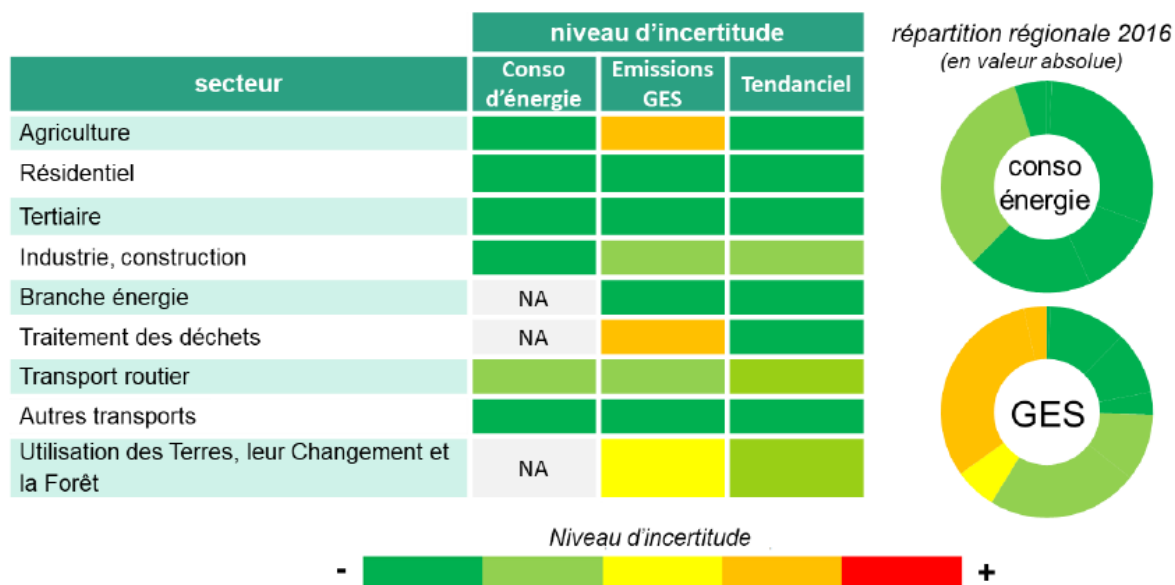 niveau d'incertitude
répartition régionale 2016
(en valeur absolue)
secteur
Conso
d'énergie
Emissions
GES
Tendanciel
Agriculture
Résidentiel
Tertiaire
Industrie, construction
Branche énergie
NA
Traitement des déchets
NA
Transport routier
Autres transports
Utilisation des Terres, leur Changement et
la Forêt
NA
conso
énergie
GES
Niveau d'incertitude
- +